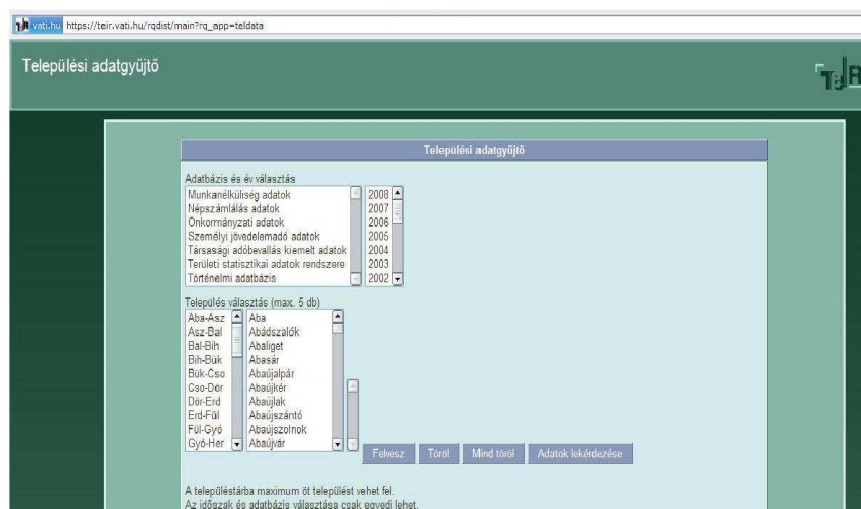 vati.hu https://teir.vati.hu/rqdist/main?rq_app=teldata
Települési adatgyűjtő
TeIR
Települési adatgyűjtő
Adatbázis és év választás
Munkanélküliség adatok
Népszámlálás adatok
Önkormányzati adatok
Személyi jövedelemadó adatok
Társasági adóbevallás kiemelt adatok
Területi statisztikai adatok rendszere
Történelmi adatbázis
2008
2007
2006
2005
2004
2003
2002
Település választás (max. 5 db)
Aba-Asz
Asz-Bal
Bal-Bih
Bih-Bük
Bük-Cso
Cso-Dör
Dör-Erd
Erd-Fül
Fül-Gyó
Gyó-Her
Aba
Abádszalók
Abaliget
Abasár
Abaújalpár
Abaújkér
Abaújlak
Abaújszántó
Abaújszolnok
Abaújvár
Felvesz Töröl Mind töröl Adatok lekérdezése
A településtárba maximum öt települést vehet fel.
Az időszak és adatbázis választása csak egyedi lehet.